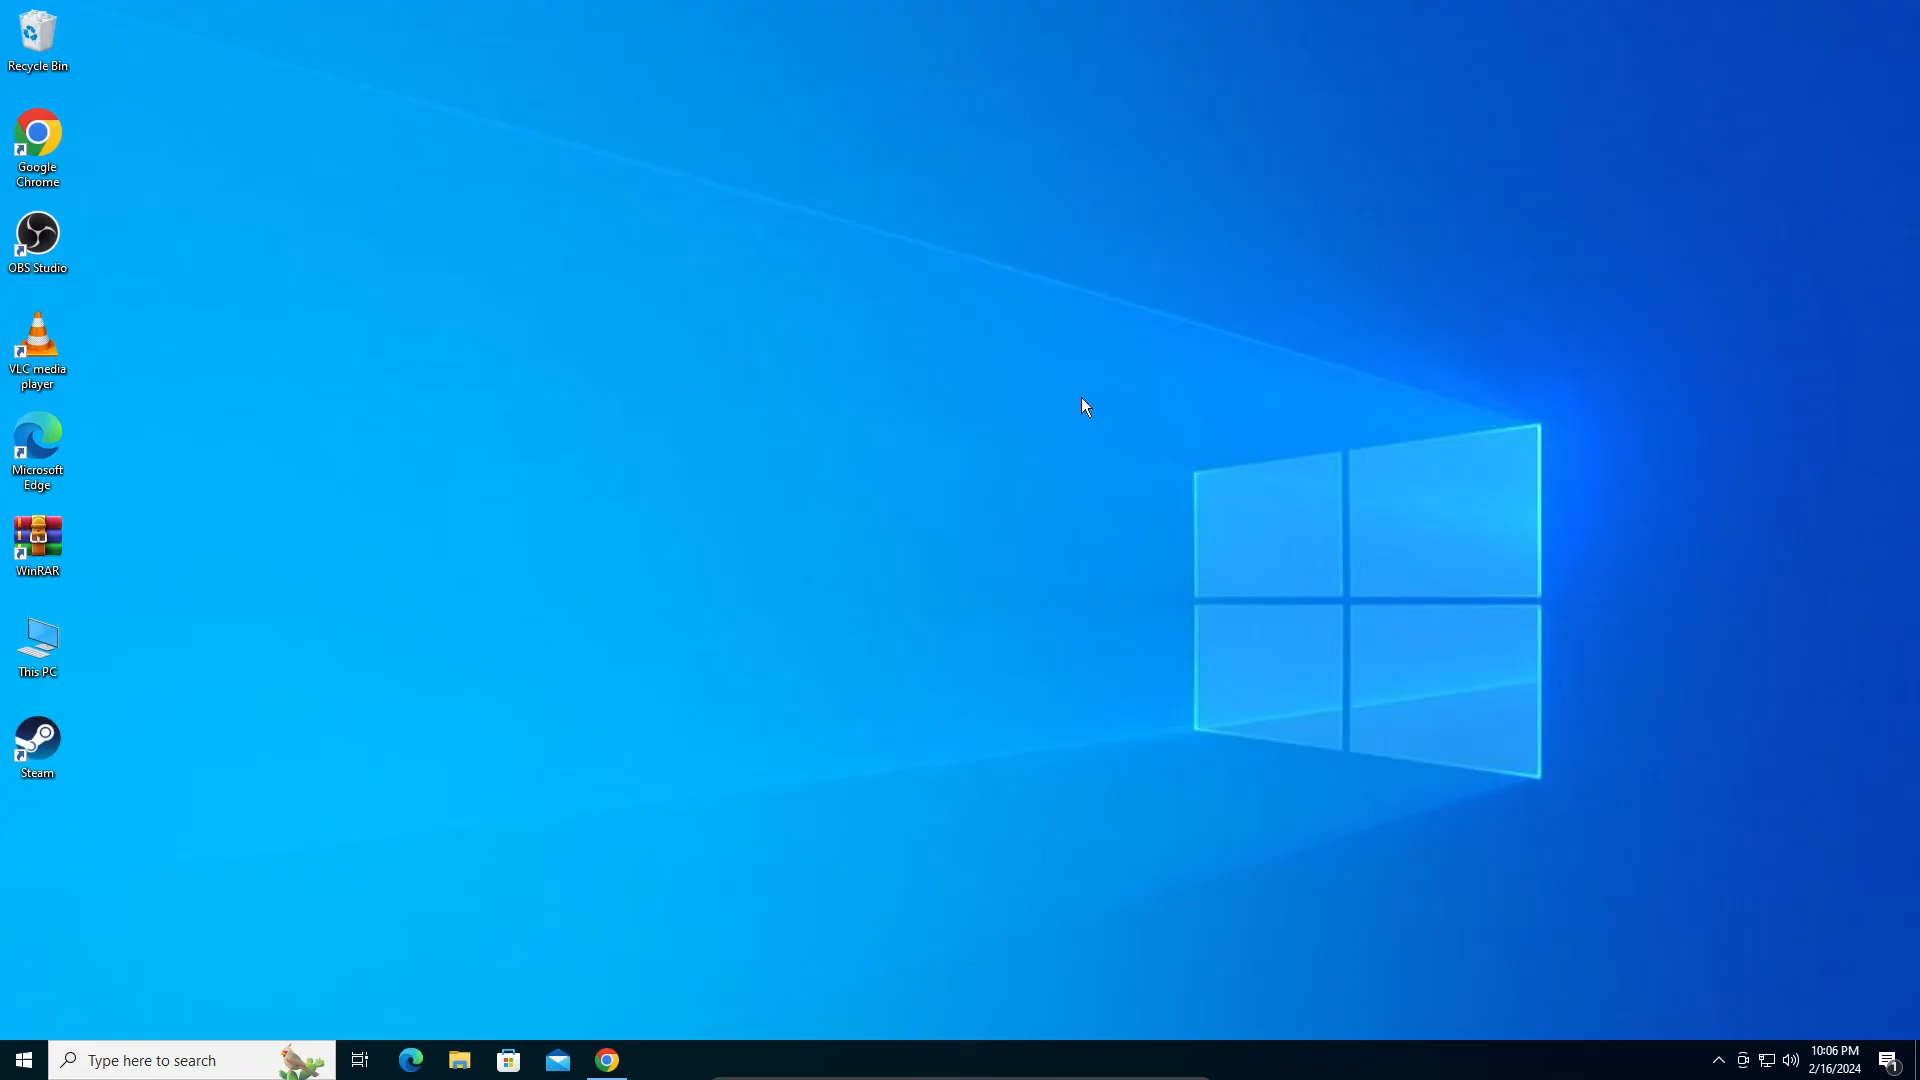 Recycle Bin
Google
Chrome
OBS Studio
VLC media
player
Microsoft
Edge
WinRAR
This PC
Steam
Type here to search
10:06 PM
2/16/2024
1